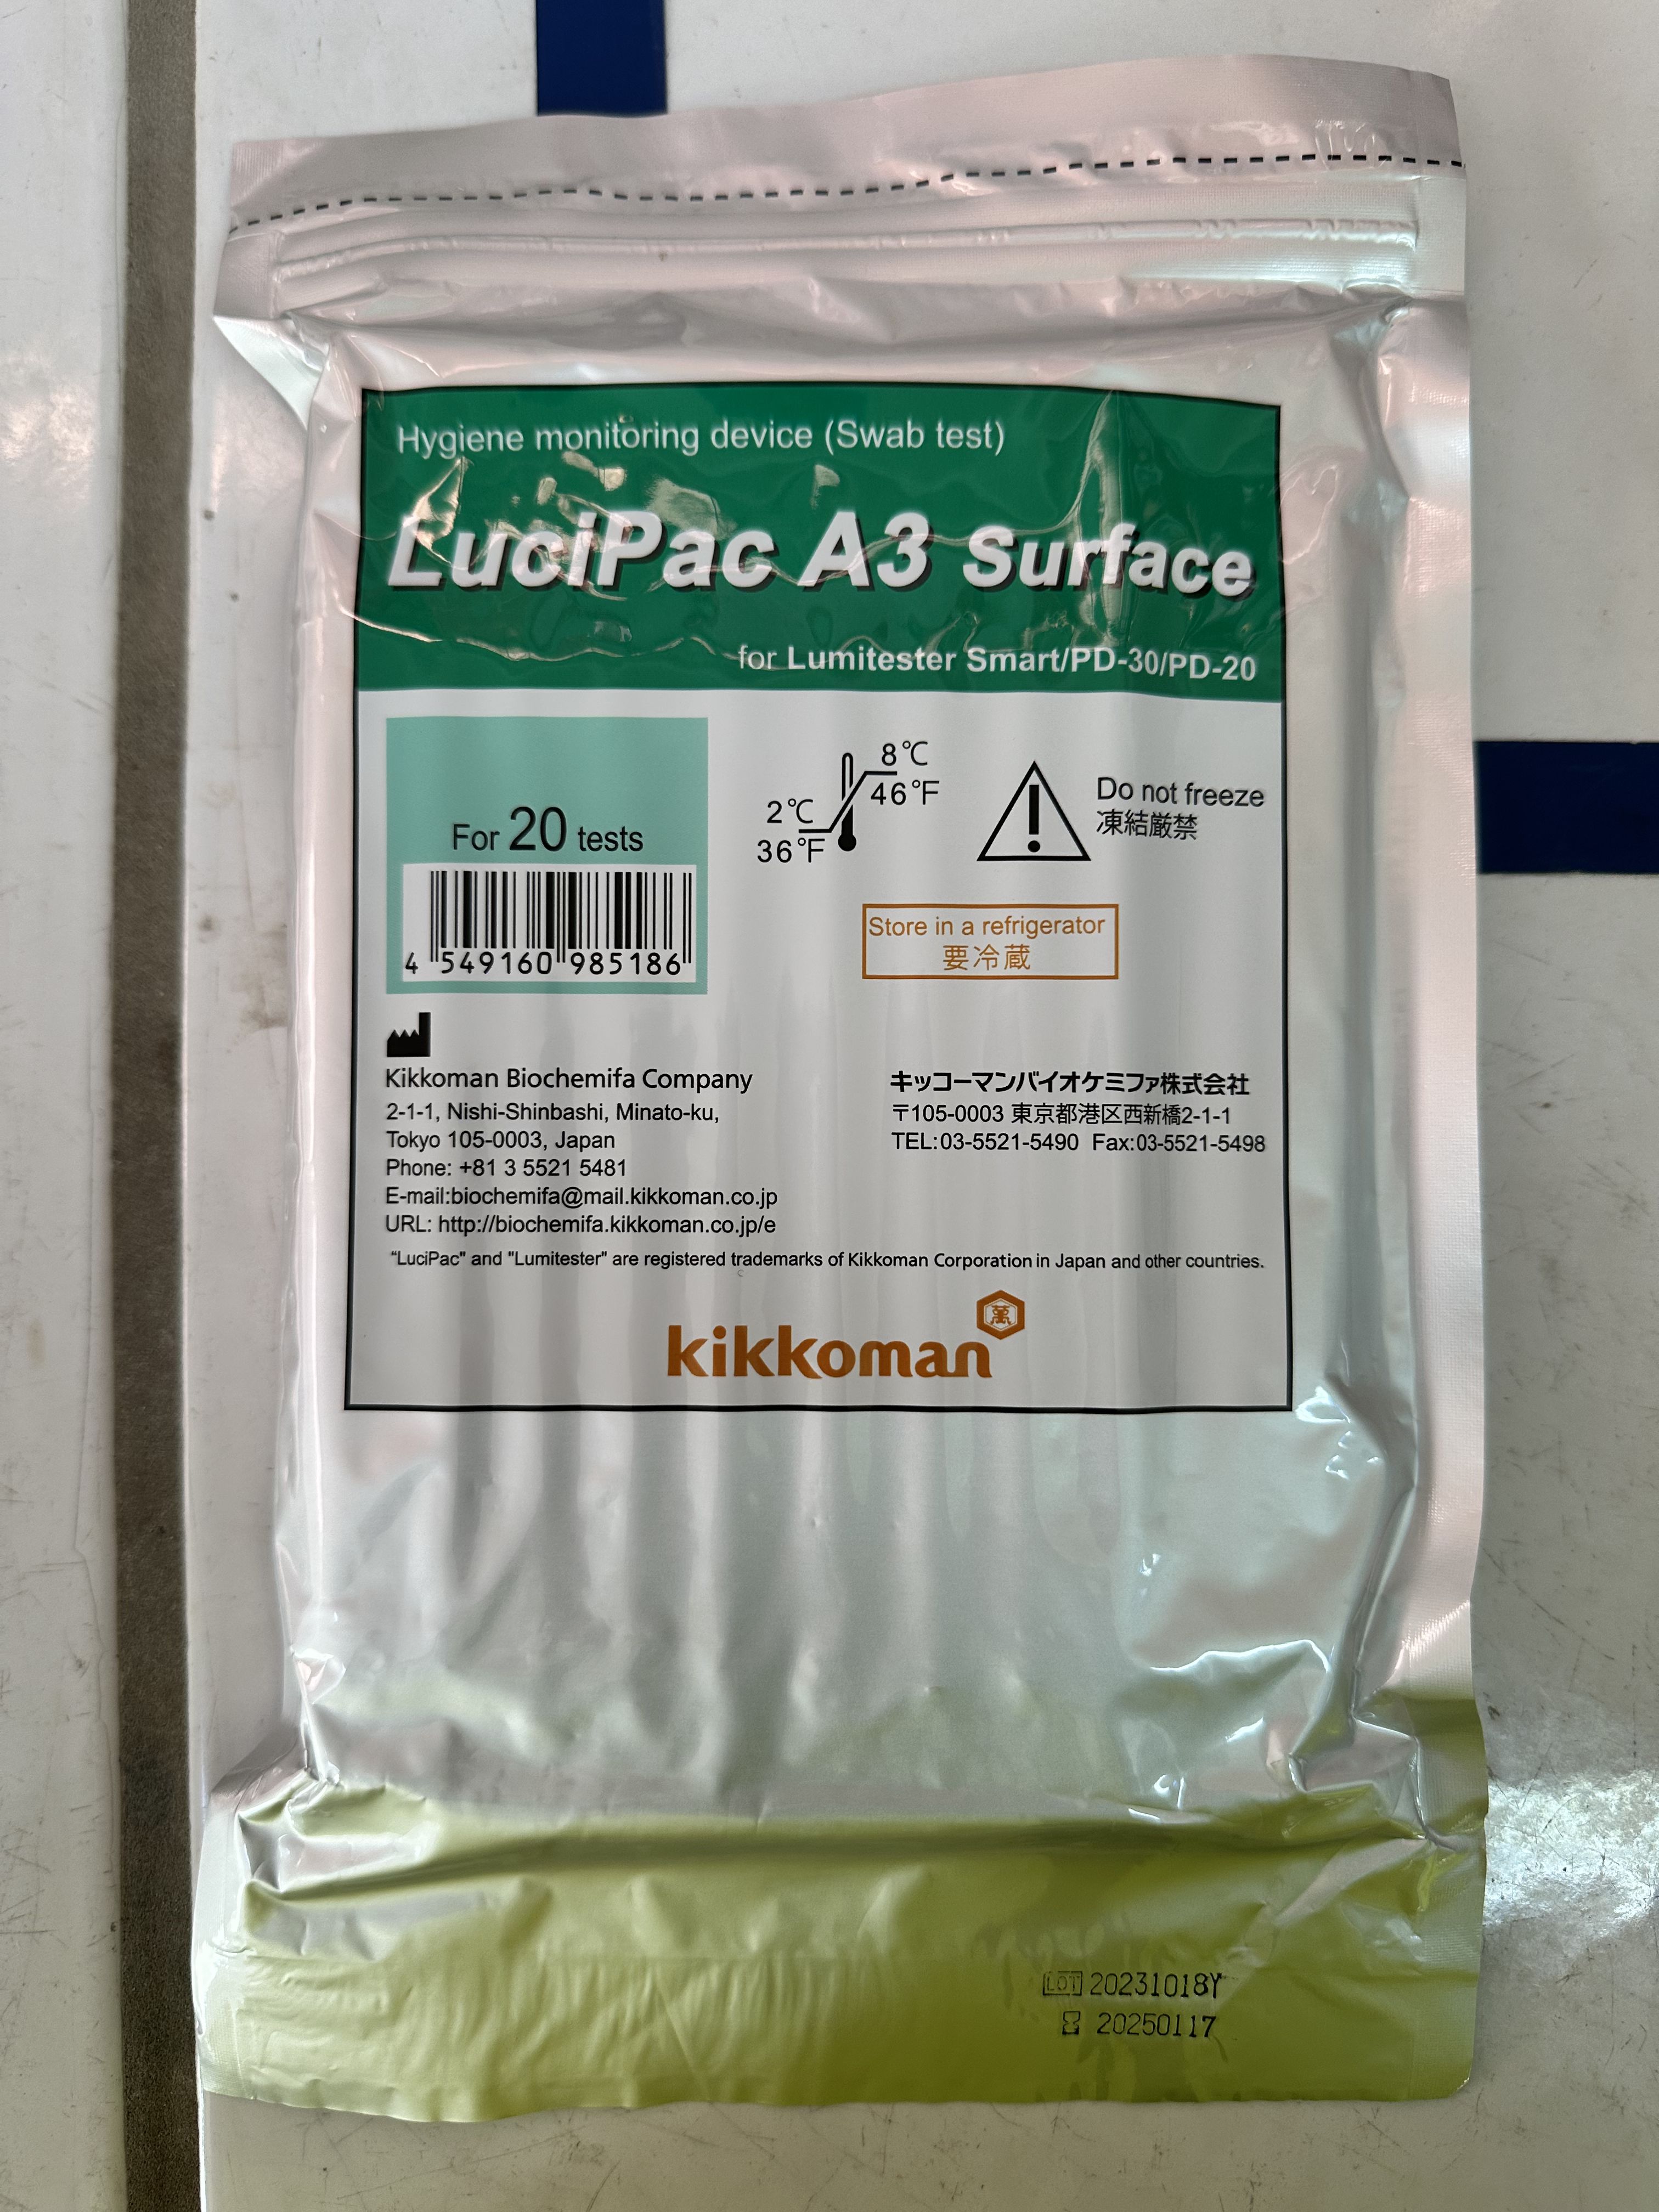 Hygiene monitoring device (Swab test)
LuciPac A3 Surface
for Lumitester Smart/PD-30/PD-20
For 20 tests
4 549160 985186
8℃
46℉
2℃
36℉
Do not freeze
凍結厳禁
Store in a refrigerator
要冷蔵
Kikkoman Biochemifa Company
2-1-1, Nishi-Shinbashi, Minato-ku,
Tokyo 105-0003, Japan
Phone: +81 3 5521 5481
E-mail:biochemifa@mail.kikkoman.co.jp
URL: http://biochemifa.kikkoman.co.jp/e
キッコーマンバイオケミファ株式会社
〒105-0003 東京都港区西新橋2-1-1
TEL:03-5521-5490 Fax:03-5521-5498
"LuciPac" and "Lumitester" are registered trademarks of Kikkoman Corporation in Japan and other countries.
萬
kikkoman
LOT 20231018Y
20250117